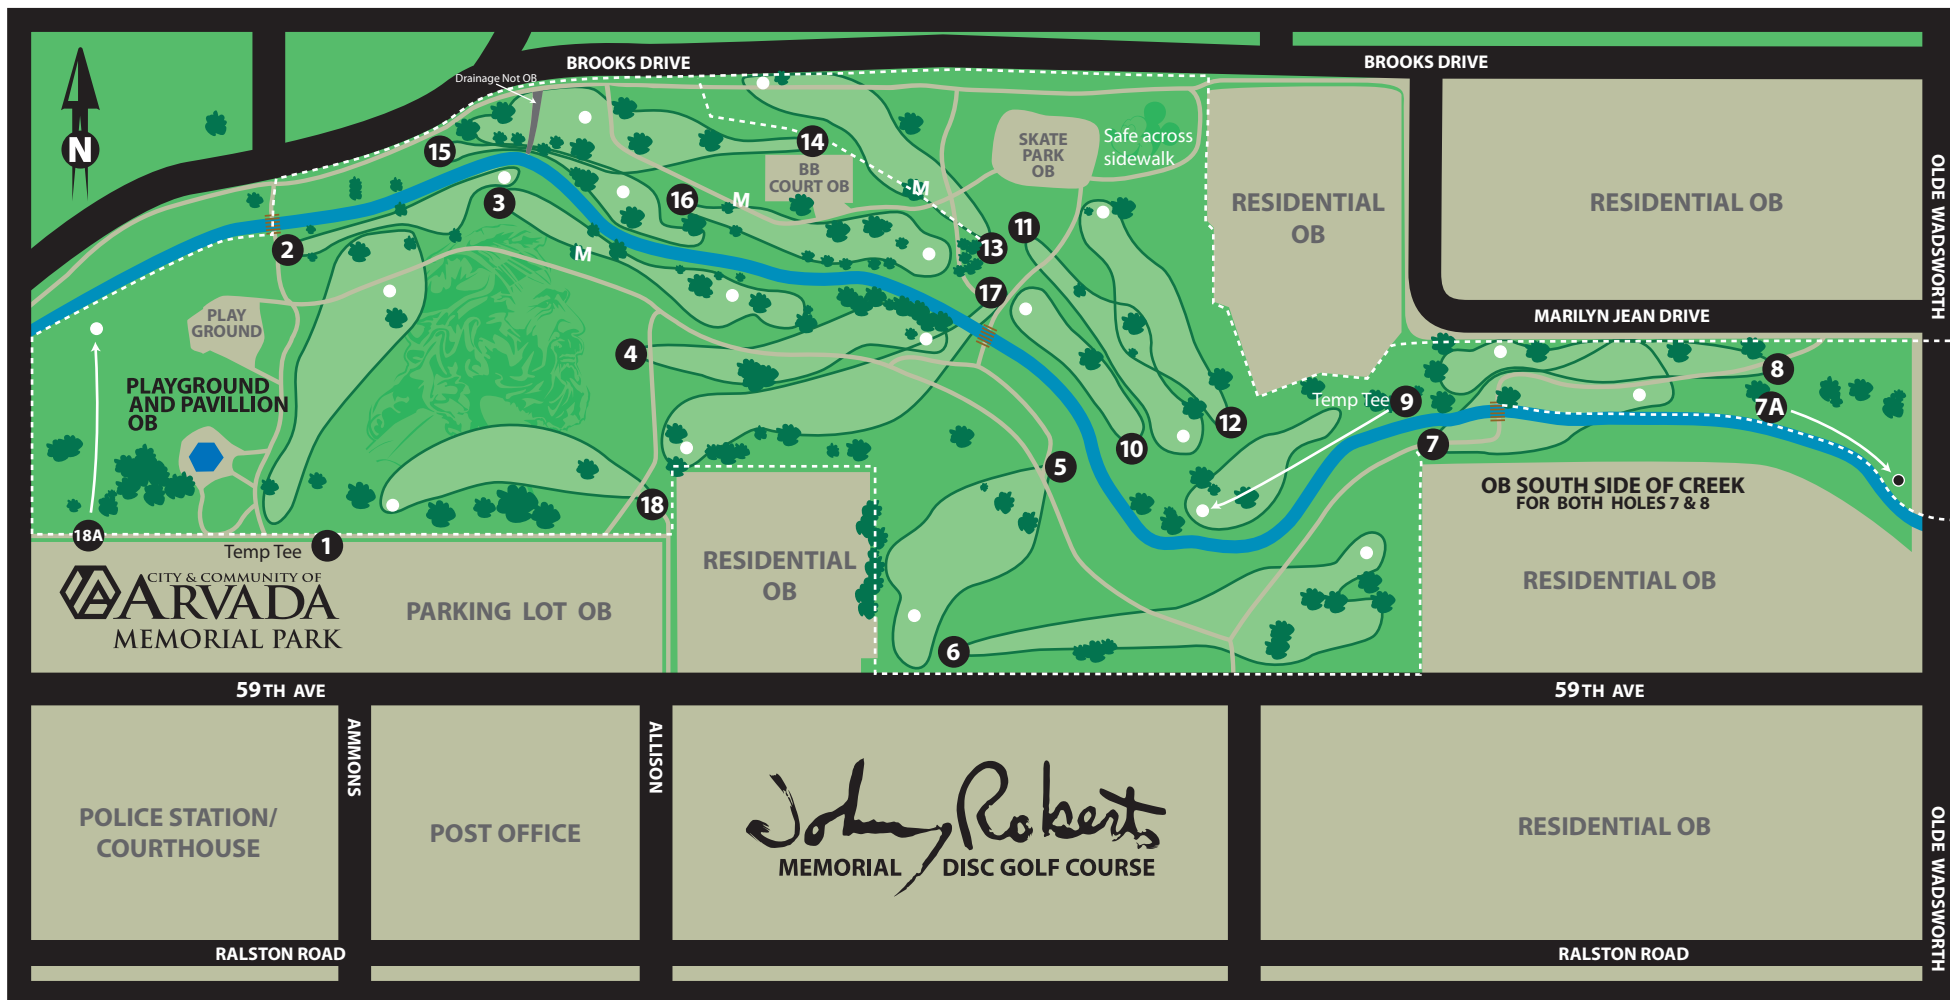 BROOKS DRIVE
BROOKS DRIVE
Drainage Not OB
N
15
14
BB
COURT OB
SKATE
PARK
OB
Safe across
sidewalk
3
16
M
M
M
2
11
13
17
RESIDENTIAL
OB
RESIDENTIAL OB
OLDE WADSWORTH
MARILYN JEAN DRIVE
PLAY
GROUND
4
PLAYGROUND
AND PAVILLION
OB
8
Temp Tee
9
7A
12
10
7
5
18
OB SOUTH SIDE OF CREEK
FOR BOTH HOLES 7 & 8
18A
Temp Tee
1
CITY & COMMUNITY OF
ARVADA
MEMORIAL PARK
PARKING LOT OB
RESIDENTIAL
OB
RESIDENTIAL OB
6
59TH AVE
59TH AVE
AMMONS
ALLISON
POLICE STATION/
COURTHOUSE
POST OFFICE
John Roberts
MEMORIAL DISC GOLF COURSE
RESIDENTIAL OB
OLDE WADSWORTH
RALSTON ROAD
RALSTON ROAD